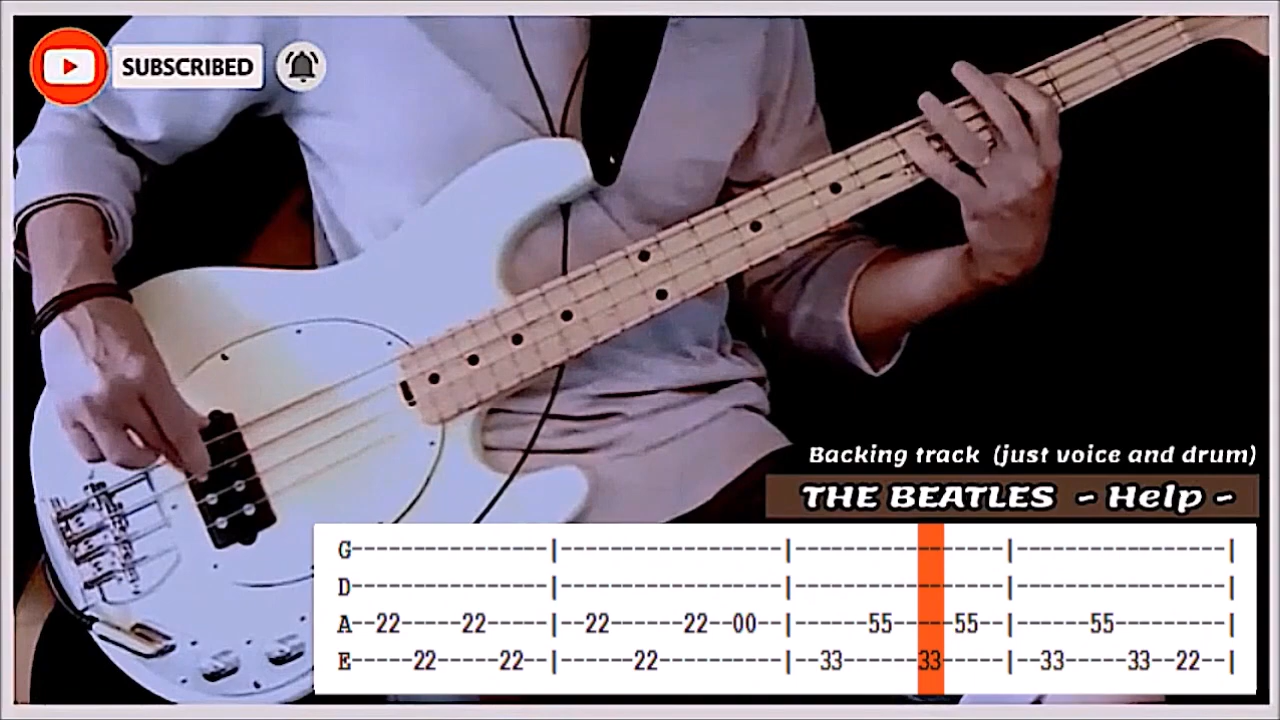 SUBSCRIBED
Backing track (just voice and drum)
THE BEATLES - Help -
G----------------|------------------|-----------------|-----------------|
D----------------|------------------|-----------------|-----------------|
A--22-----22------|--22------22--00--|------55-----55---|------55----------|
E-----22-----22--|------22----------|--33------33-----|--33-----33--22--|